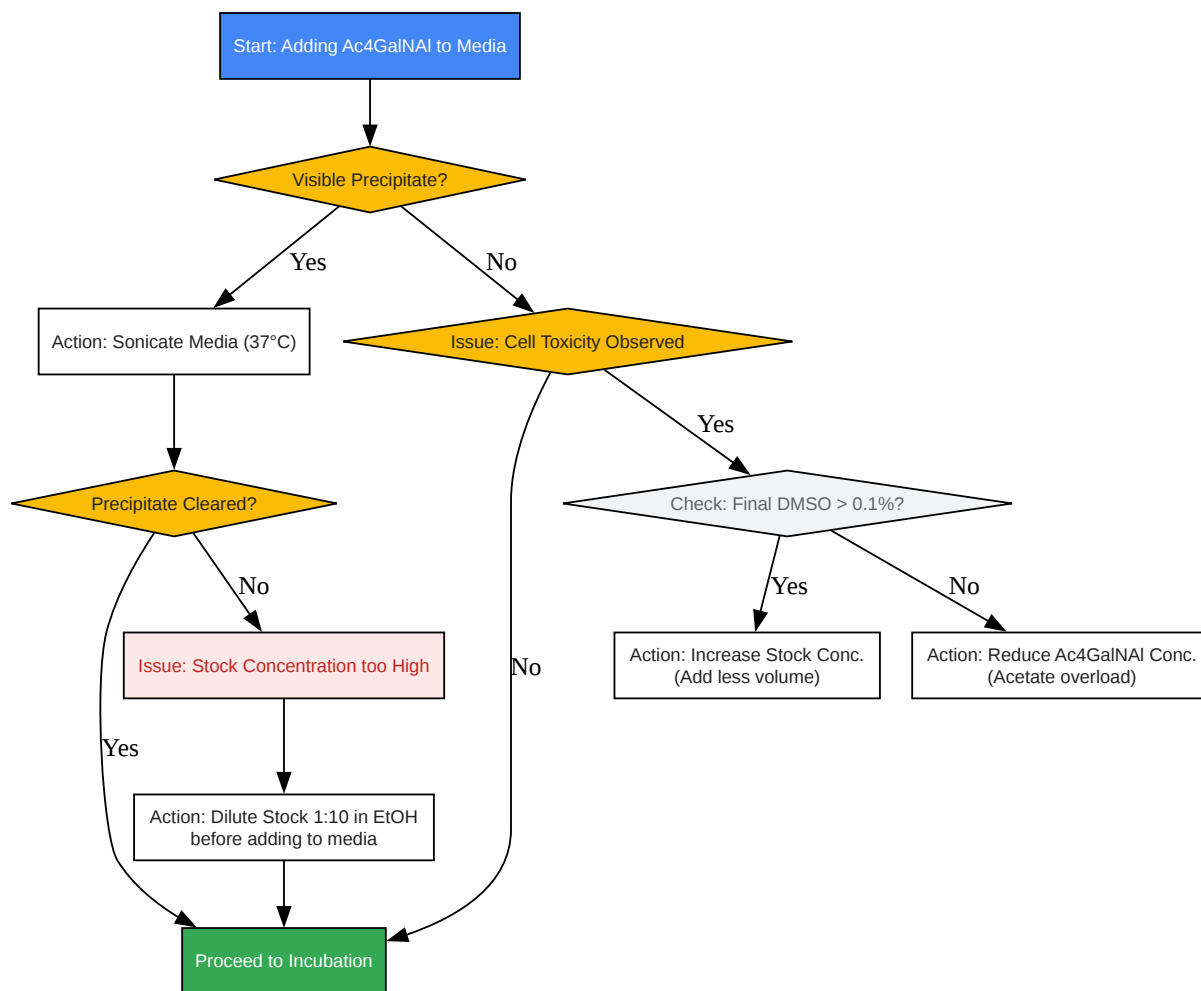 Start: Adding Ac4GalNAl to Media
Visible Precipitate?
Yes
No
Action: Sonicate Media (37°C)
Issue: Cell Toxicity Observed
Yes
Precipitate Cleared?
Check: Final DMSO > 0.1%?
No
Yes
No
Issue: Stock Concentration too High
No
Action: Increase Stock Conc.
(Add less volume)
Action: Reduce Ac4GalNAl Conc.
(Acetate overload)
Yes
Action: Dilute Stock 1:10 in EtOH
before adding to media
Proceed to Incubation